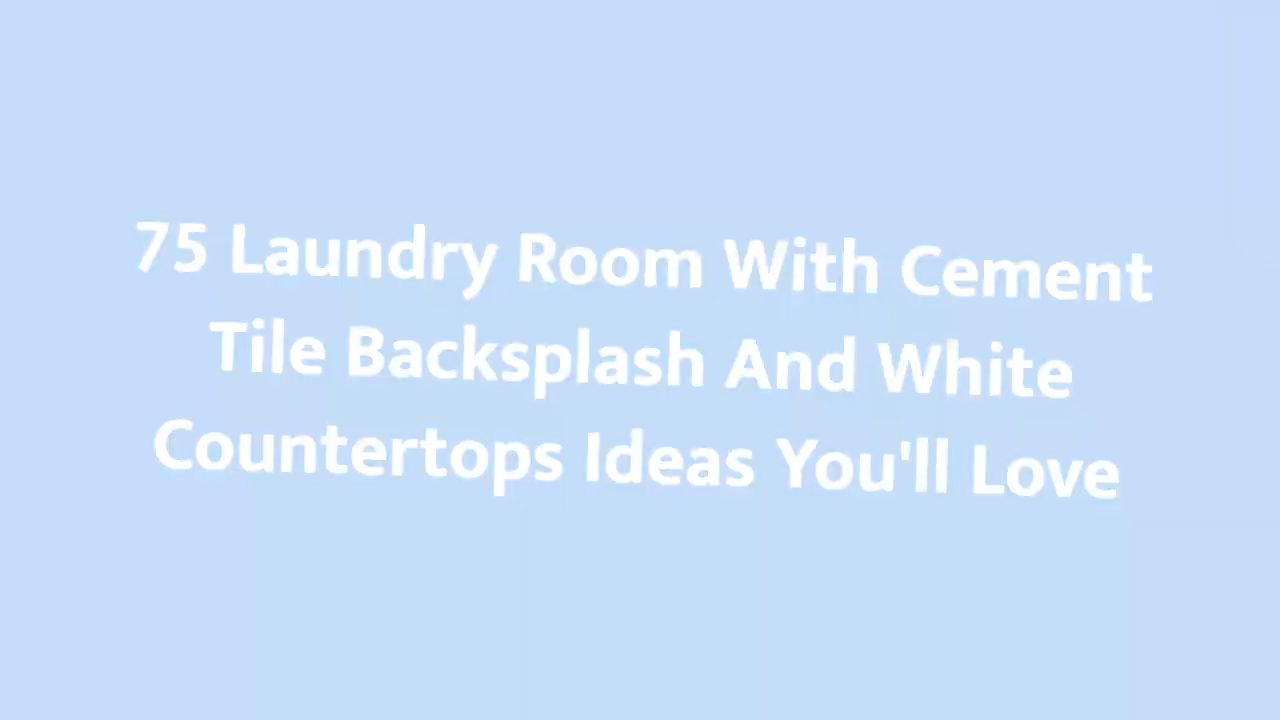 75 Laundry Room With Cement
Tile Backsplash And White
Countertops Ideas You'll Love